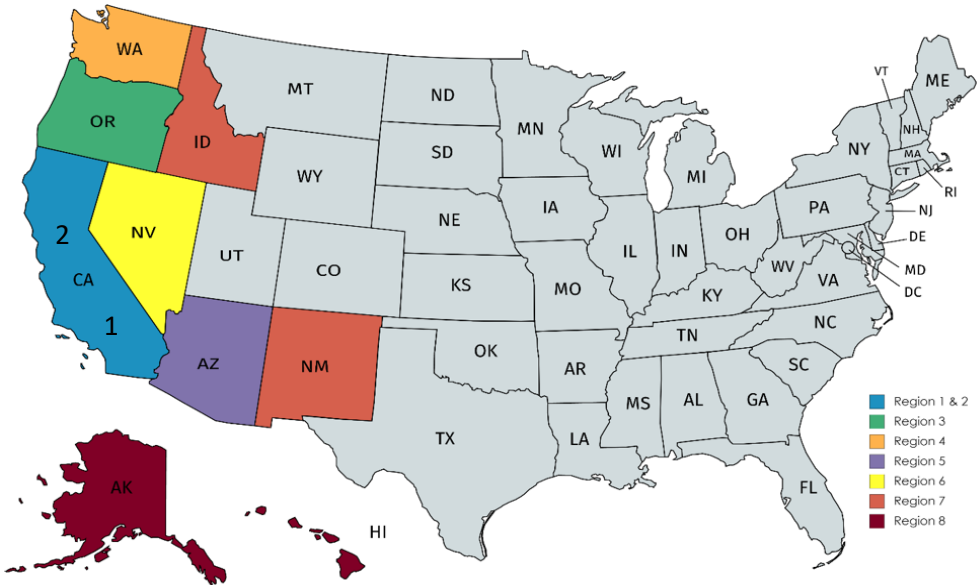 WA
MT
ND
MN
ME
VT
NH
OR
ID
SD
WI
MI
NY
MA
CT
RI
WY
NE
IA
PA
NJ
2
NV
UT
CO
IL
IN
OH
DE
MD
DC
CA
KS
MO
WV
VA
KY
1
AZ
NM
OK
AR
TN
NC
SC
TX
LA
MS
AL
GA
FL
AK
HI
Region 1 & 2
Region 3
Region 4
Region 5
Region 6
Region 7
Region 8